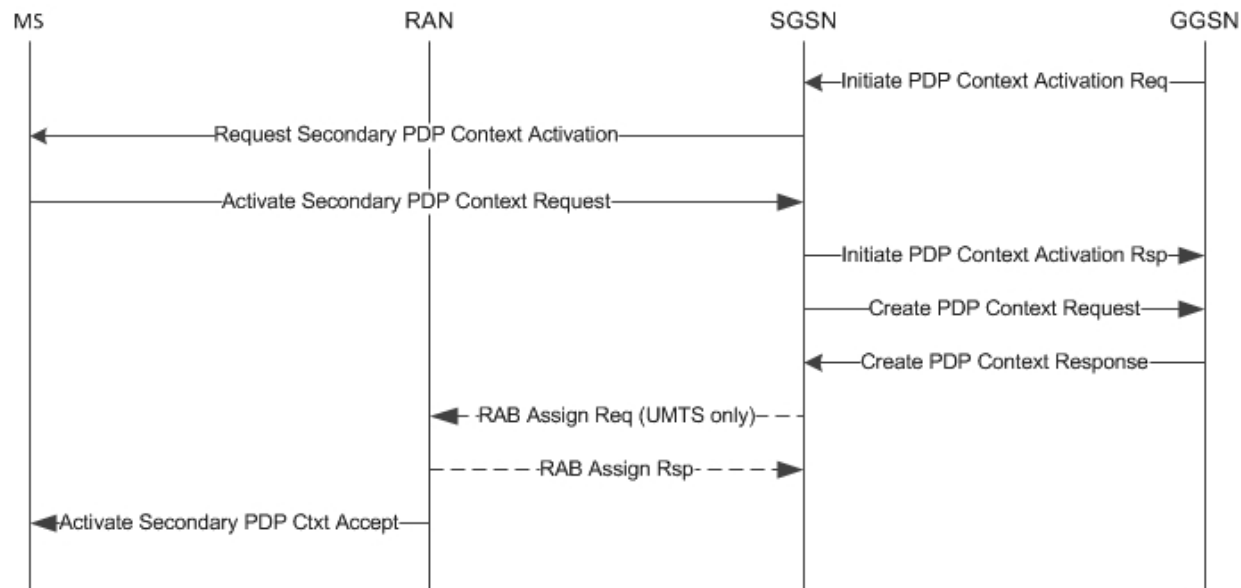 MS RAN SGSN GGSN
Initiate PDP Context Activation Req
Request Secondary PDP Context Activation
Activate Secondary PDP Context Request
Initiate PDP Context Activation Rsp
Create PDP Context Request
Create PDP Context Response
RAB Assign Req (UMTS only)
RAB Assign Rsp
Activate Secondary PDP Ctxt Accept